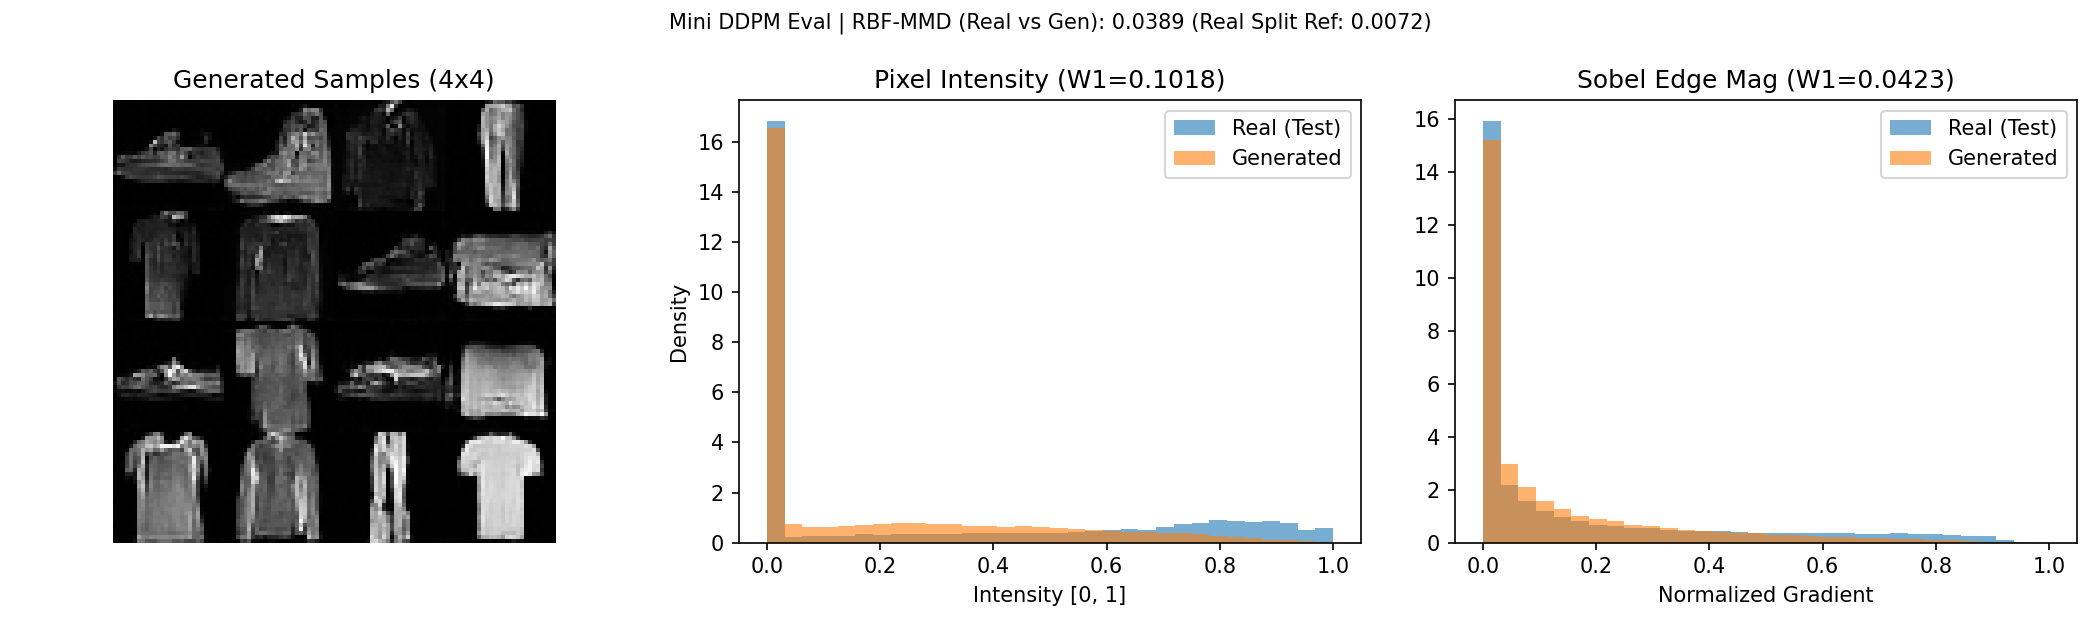 Mini DDPM Eval | RBF-MMD (Real vs Gen): 0.0389 (Real Split Ref: 0.0072)
Generated Samples (4x4)
Pixel Intensity (W1=0.1018)
Real (Test)
Generated
Density
16
14
12
10
8
6
4
2
0
0.0 0.2 0.4 0.6 0.8 1.0
Intensity [0, 1]
Sobel Edge Mag (W1=0.0423)
Real (Test)
Generated
16
14
12
10
8
6
4
2
0
0.0 0.2 0.4 0.6 0.8 1.0
Normalized Gradient